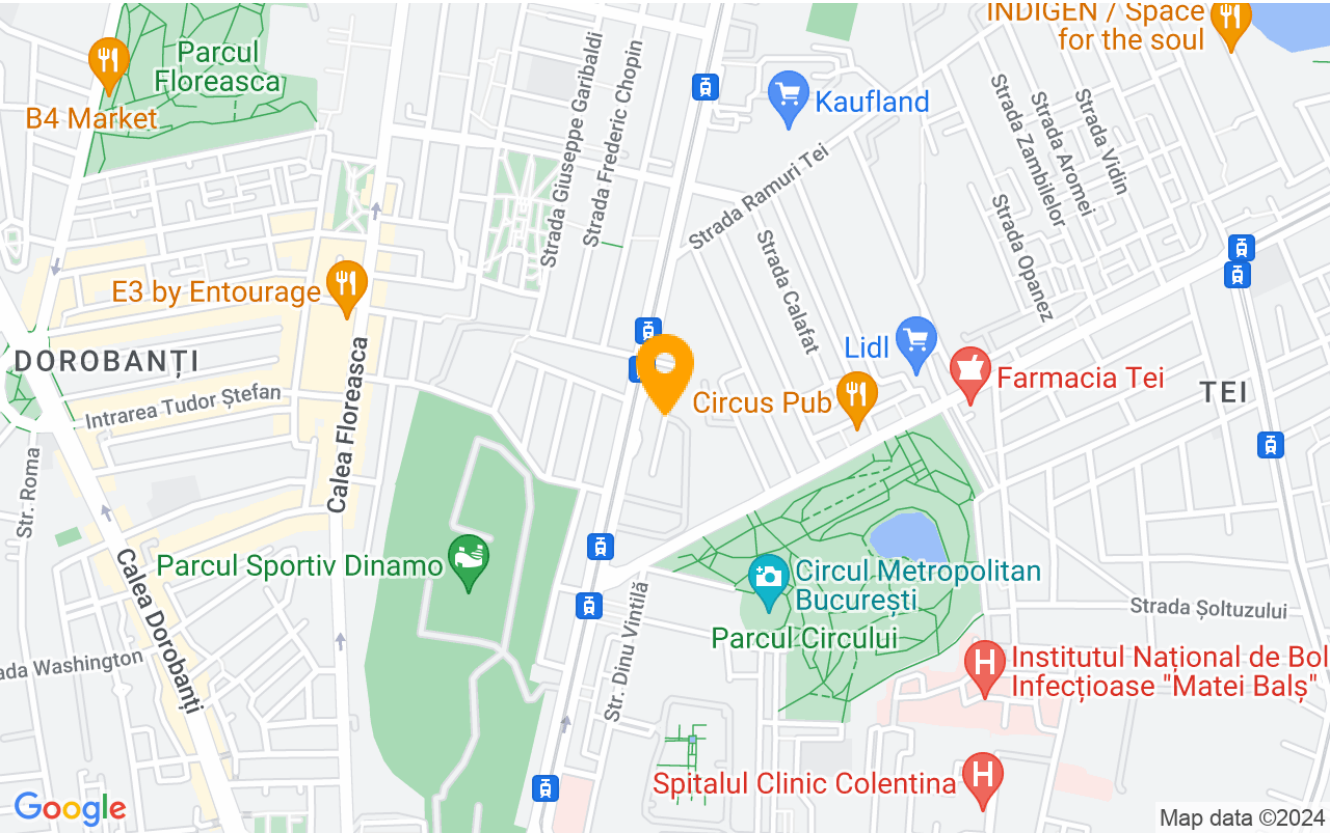 INDIGEN / Space
for the soul
Parcul
Floreasca
B4 Market
Strada Giuseppe Garibaldi
Strada Frederic Chopin
Kaufland
Strada Ramuri Tei
Strada Zambilelor
Strada Aromei
Strada Vidin
Strada Opanez
Strada Calafat
E3 by Entourage
DOROBANȚI
Intrarea Tudor Ștefan
Calea Floreasca
Lidl
Circus Pub
Farmacia Tei
TEI
Str. Roma
Calea Dorobanți
Parcul Sportiv Dinamo
Circul Metropolitan
București
Parcul Circului
Strada Șoltuzului
Str. Dinu Vintilă
ada Washington
H
Institutul Național de Bol
Infecțioase "Matei Balș"
Spitalul Clinic Colentina
H
Google
Map data ©2024